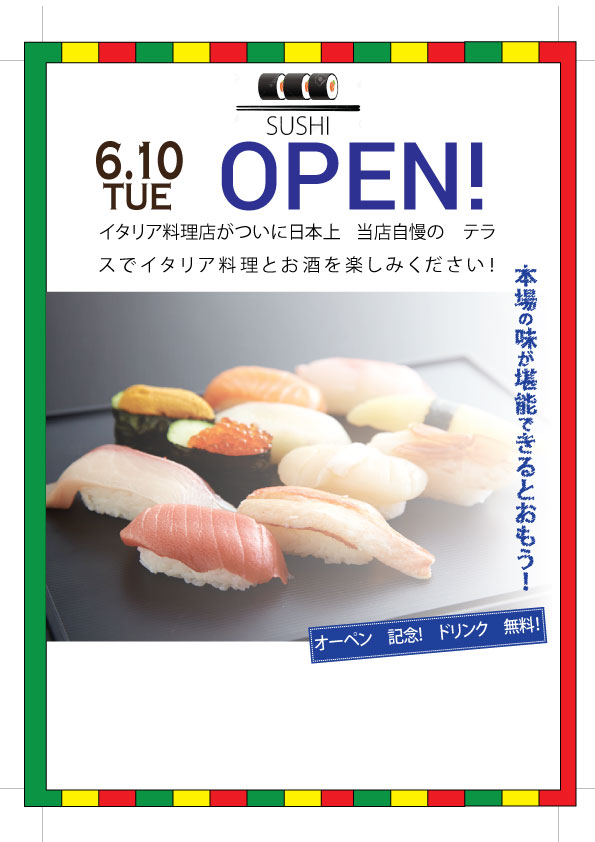 SUSHI
6.10
TUE
OPEN!
イタリア料理店がついに日本上　当店自慢の　テラ
スでイタリア料理とお酒を楽しみください!
本場の味が堪能できるとおもう!
オーペン　記念!　ドリンク　無料!